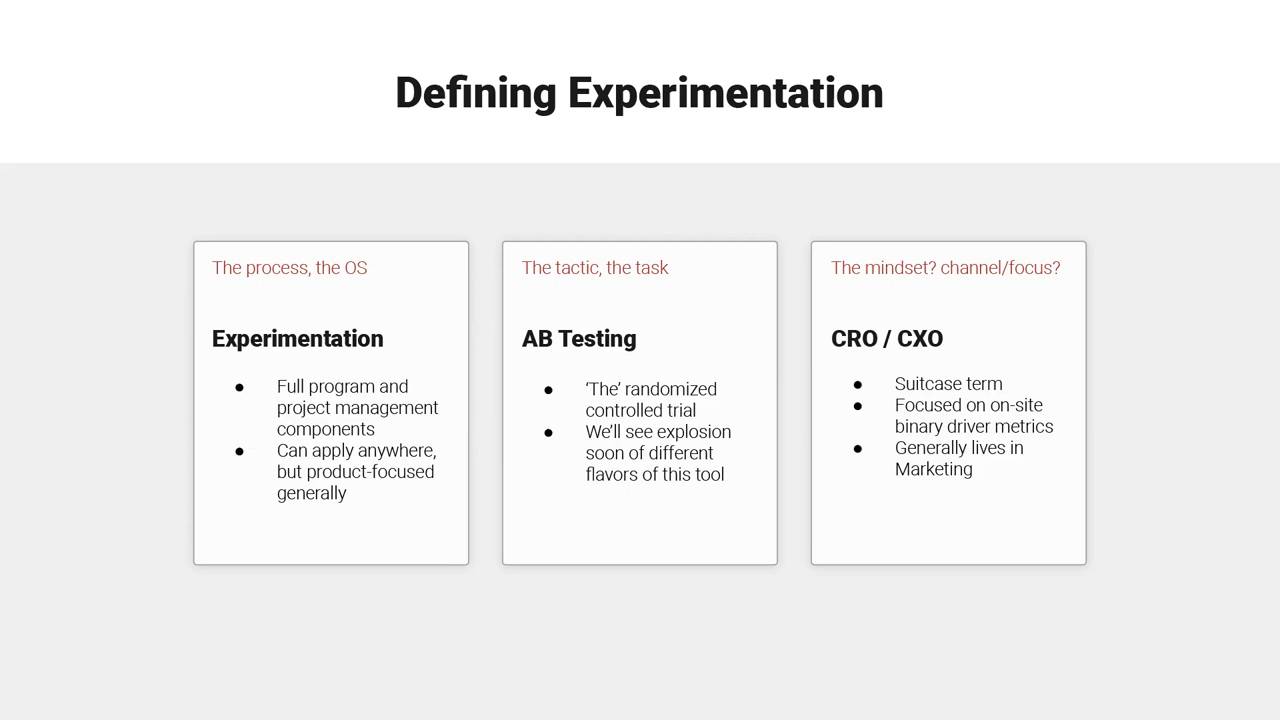 Defining Experimentation
The process, the OS
Experimentation
● Full program and
project management
components
● Can apply anywhere,
but product-focused
generally
The tactic, the task
AB Testing
● ‘The’ randomized
controlled trial
● We’ll see explosion
soon of different
flavors of this tool
The mindset? channel/focus?
CRO / CXO
● Suitcase term
● Focused on on-site
binary driver metrics
● Generally lives in
Marketing